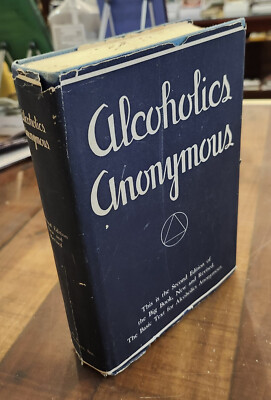 Alcoholics
Anonymous
This is the Second Edition of
the Big Book, New and Revised
The Basic Text for Alcoholics Anonymous
Alcoholics
Anonymous